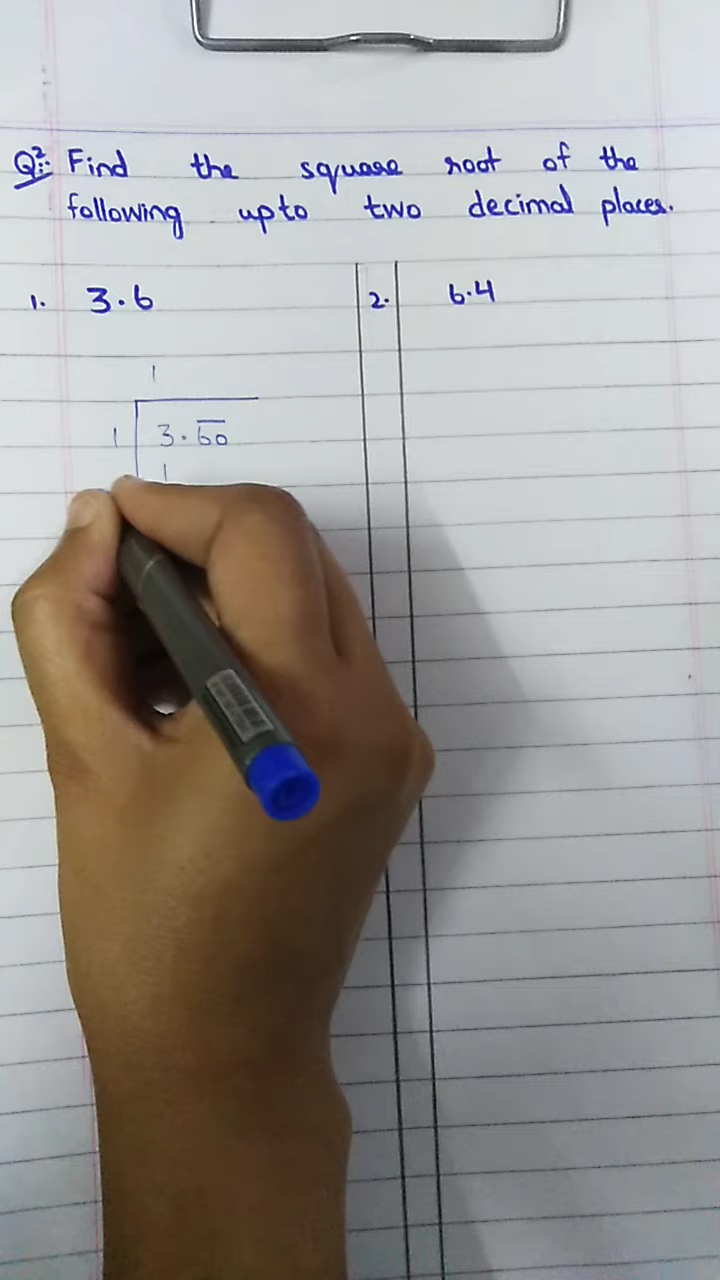 Q2:- Find the square root of the
following upto two decimal places.
1. 3.6
2. 6.4
1
1 3.60
1